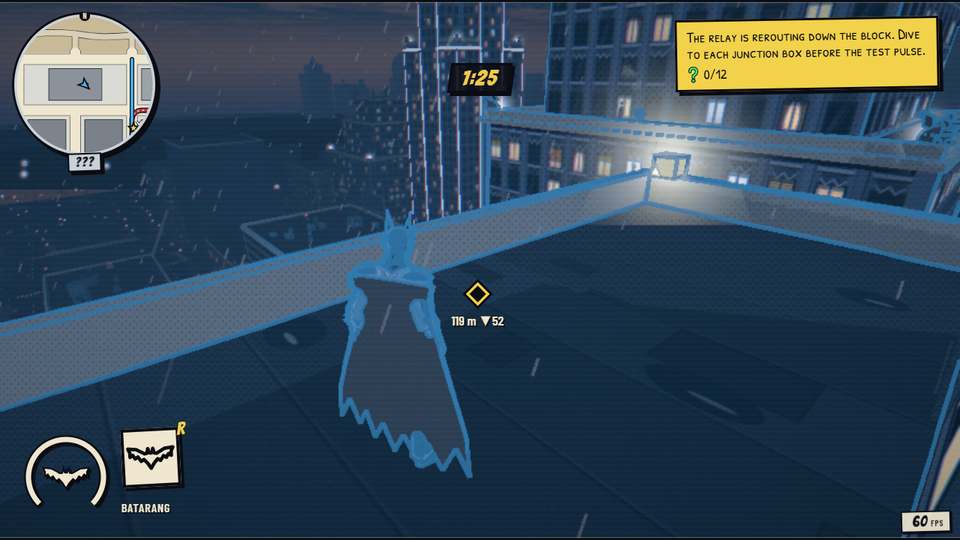 1:25
THE RELAY IS REROUTING DOWN THE BLOCK. DIVE
TO EACH JUNCTION BOX BEFORE THE TEST PULSE.
? 0/12
???
119 m ▼52
R
BATARANG
60 FPS